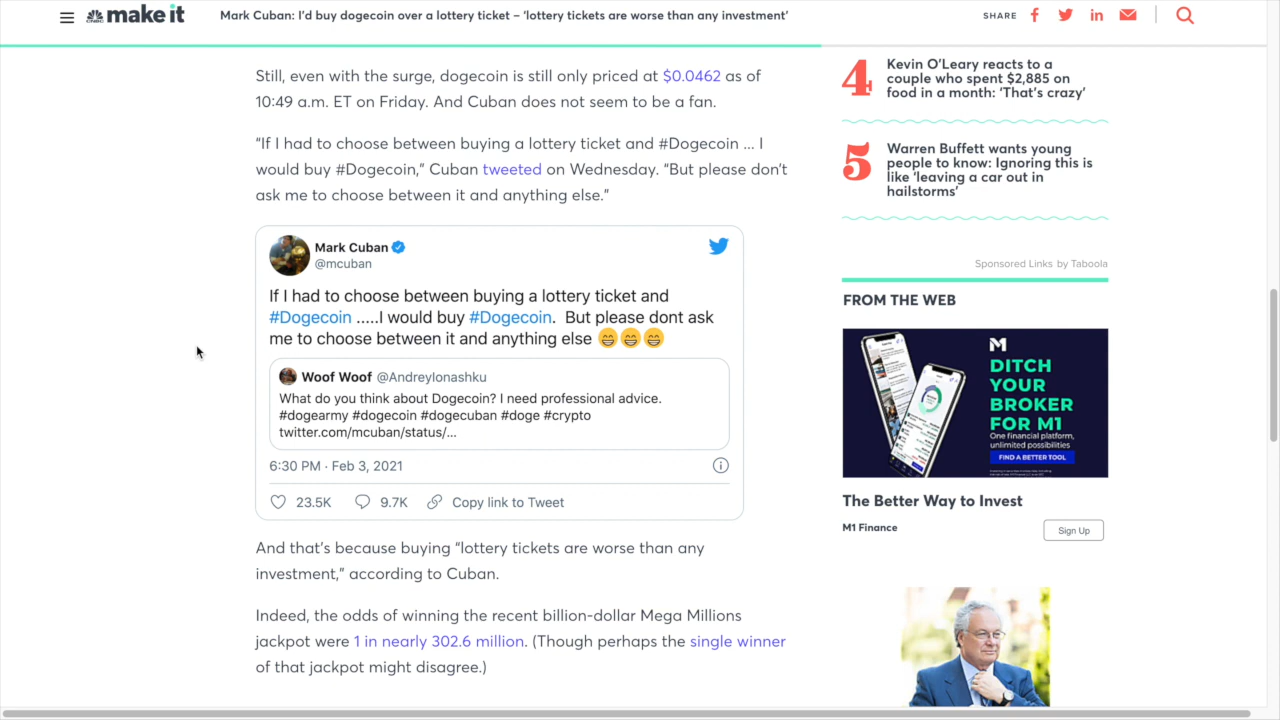 CNBC make it
Mark Cuban: I'd buy dogecoin over a lottery ticket – 'lottery tickets are worse than any investment'
SHARE
Still, even with the surge, dogecoin is still only priced at $0.0462 as of
10:49 a.m. ET on Friday. And Cuban does not seem to be a fan.
“If I had to choose between buying a lottery ticket and #Dogecoin ... I
would buy #Dogecoin,” Cuban tweeted on Wednesday. “But please don't
ask me to choose between it and anything else.”
Mark Cuban
@mcuban
If I had to choose between buying a lottery ticket and
#Dogecoin .....I would buy #Dogecoin. But please dont ask
me to choose between it and anything else 😁😁😁
Woof Woof @AndreyIonashku
What do you think about Dogecoin? I need professional advice.
#dogearmy #dogecoin #dogecuban #doge #crypto
twitter.com/mcuban/status/...
6:30 PM · Feb 3, 2021
23.5K 9.7K Copy link to Tweet
And that's because buying “lottery tickets are worse than any
investment,” according to Cuban.
Indeed, the odds of winning the recent billion-dollar Mega Millions
jackpot were 1 in nearly 302.6 million. (Though perhaps the single winner
of that jackpot might disagree.)
4
Kevin O'Leary reacts to a
couple who spent $2,885 on
food in a month: 'That's crazy'
5
Warren Buffett wants young
people to know: Ignoring this is
like 'leaving a car out in
hailstorms'
Sponsored Links by Taboola
FROM THE WEB
M
DITCH
YOUR
BROKER
FOR M1
One financial platform,
unlimited possibilities
FIND A BETTER TOOL
The Better Way to Invest
M1 Finance
Sign Up